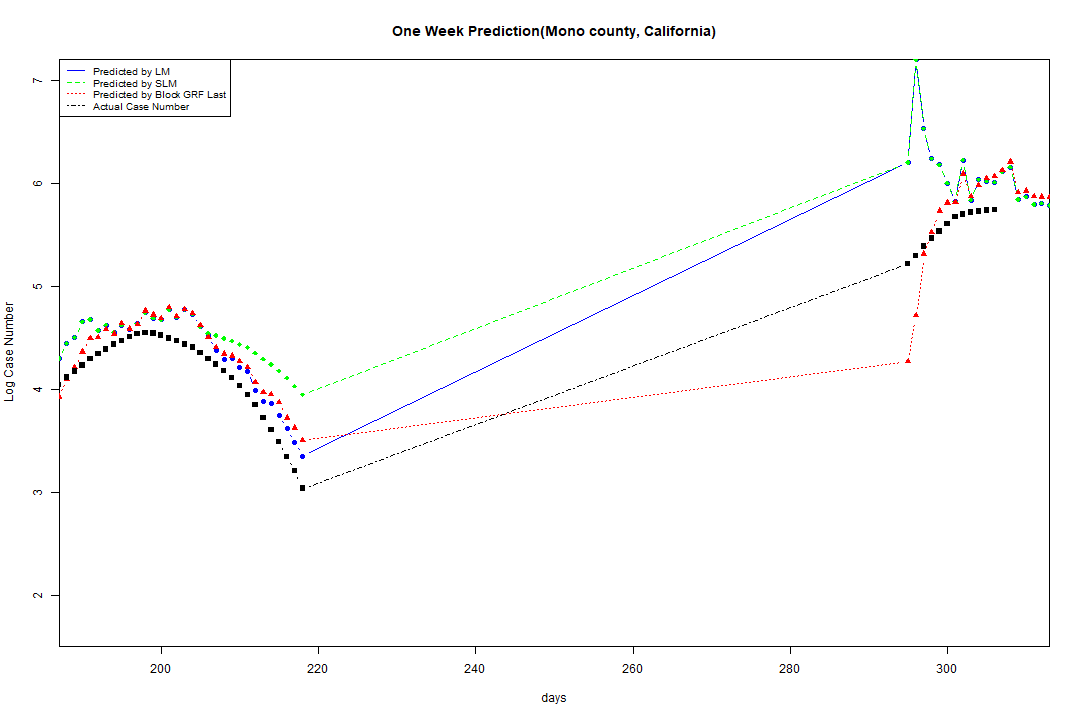 One Week Prediction(Mono county, California)
Predicted by LM
Predicted by SLM
Predicted by Block GRF Last
Actual Case Number
7
6
5
4
3
2
Log Case Number
200 220 240 260 280 300
days